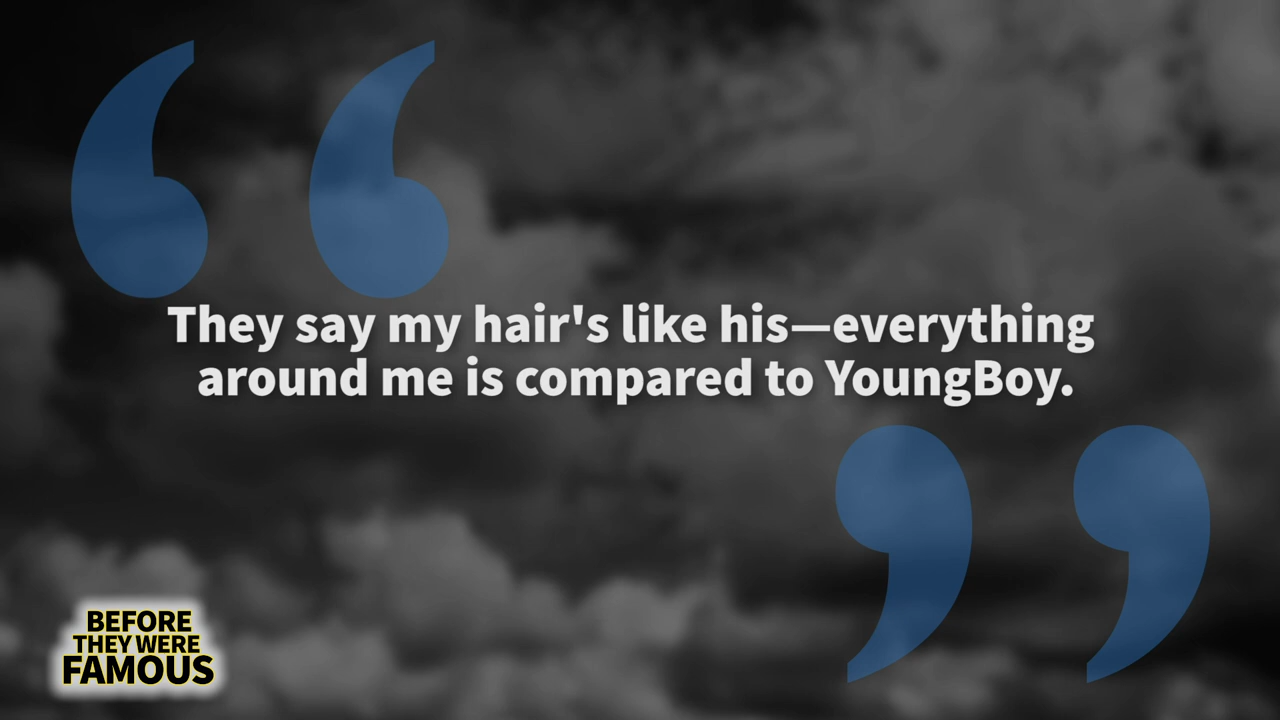 They say my hair's like his—everything
around me is compared to YoungBoy.
BEFORE
THEY WERE
FAMOUS